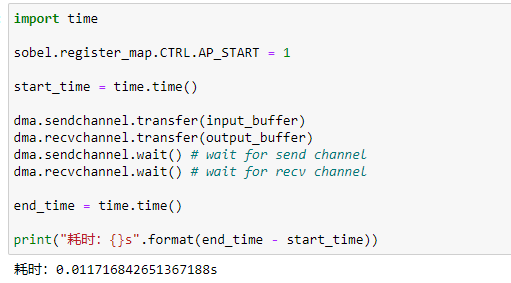 import time
sobel.register_map.CTRL.AP_START = 1
start_time = time.time()
dma.sendchannel.transfer(input_buffer)
dma.recvchannel.transfer(output_buffer)
dma.sendchannel.wait() # wait for send channel
dma.recvchannel.wait() # wait for recv channel
end_time = time.time()
print("耗时：{}s".format(end_time - start_time))
耗时：0.011716842651367188s